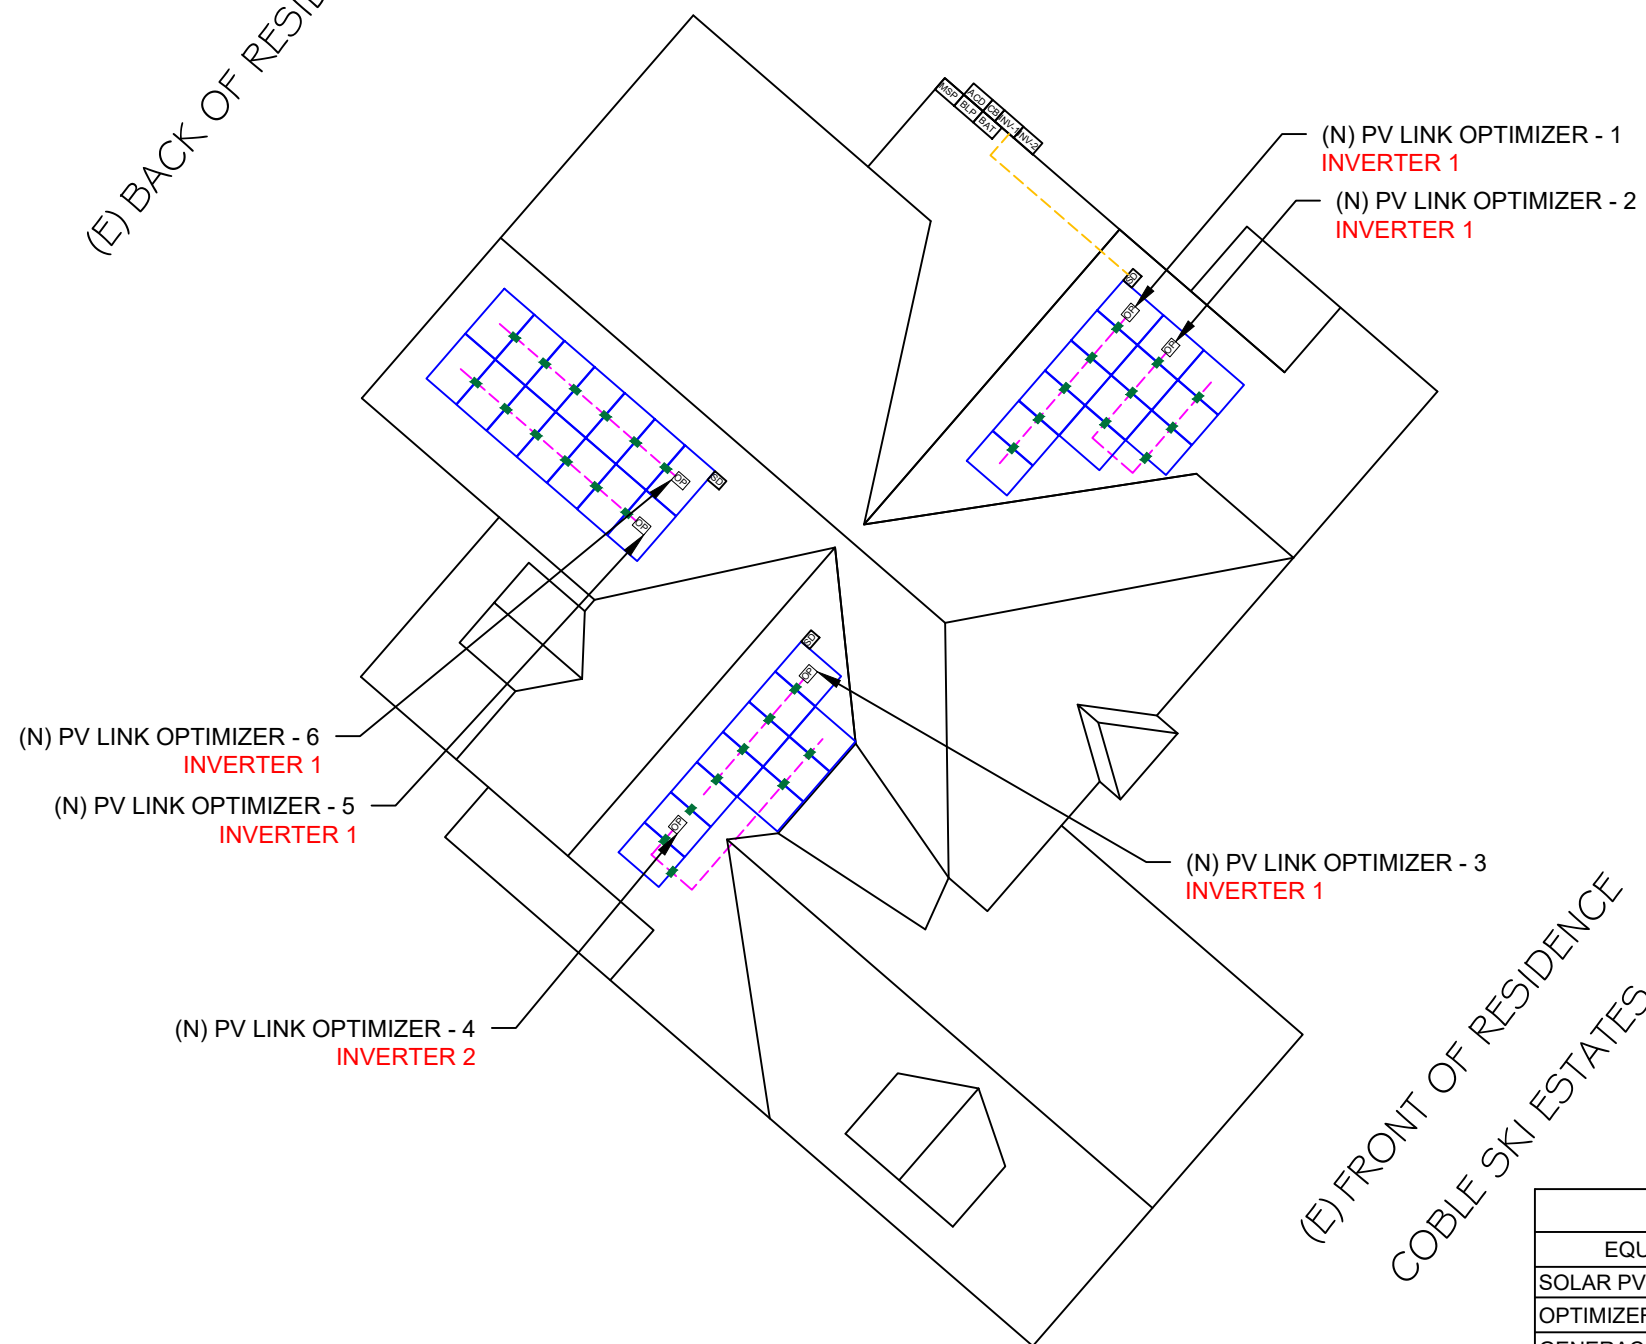 (E) BACK OF RESID
MSP
BLP
BAT
ACD
CB
INV-1
INV-2
(N) PV LINK OPTIMIZER - 1
INVERTER 1
(N) PV LINK OPTIMIZER - 2
INVERTER 1
SD
OP
OP
OP
SD
OP
SD
OP
OP
(N) PV LINK OPTIMIZER - 6
INVERTER 1
(N) PV LINK OPTIMIZER - 5
INVERTER 1
(N) PV LINK OPTIMIZER - 3
INVERTER 1
(N) PV LINK OPTIMIZER - 4
INVERTER 2
(E) FRONT OF RESIDENCE
COBLE SKI ESTATES
EQU
SOLAR PV
OPTIMIZER
GENERAC